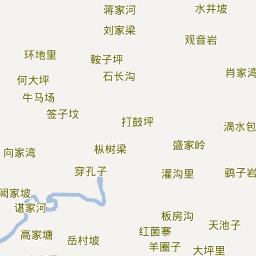 蒋家河
水井坡
刘家梁
观音岩
环地里
鞍子坪
肖家湾
何大坪
石长沟
牛马场
签子坟
打鼓坪
滴水包
向家湾
枞树梁
盛家岭
穿孔子
灌沟里
鹞子岩
阚家坡
谌家河
板房沟
天池子
高家塘
岳村坡
红菌寨
羊圈子
大坪里